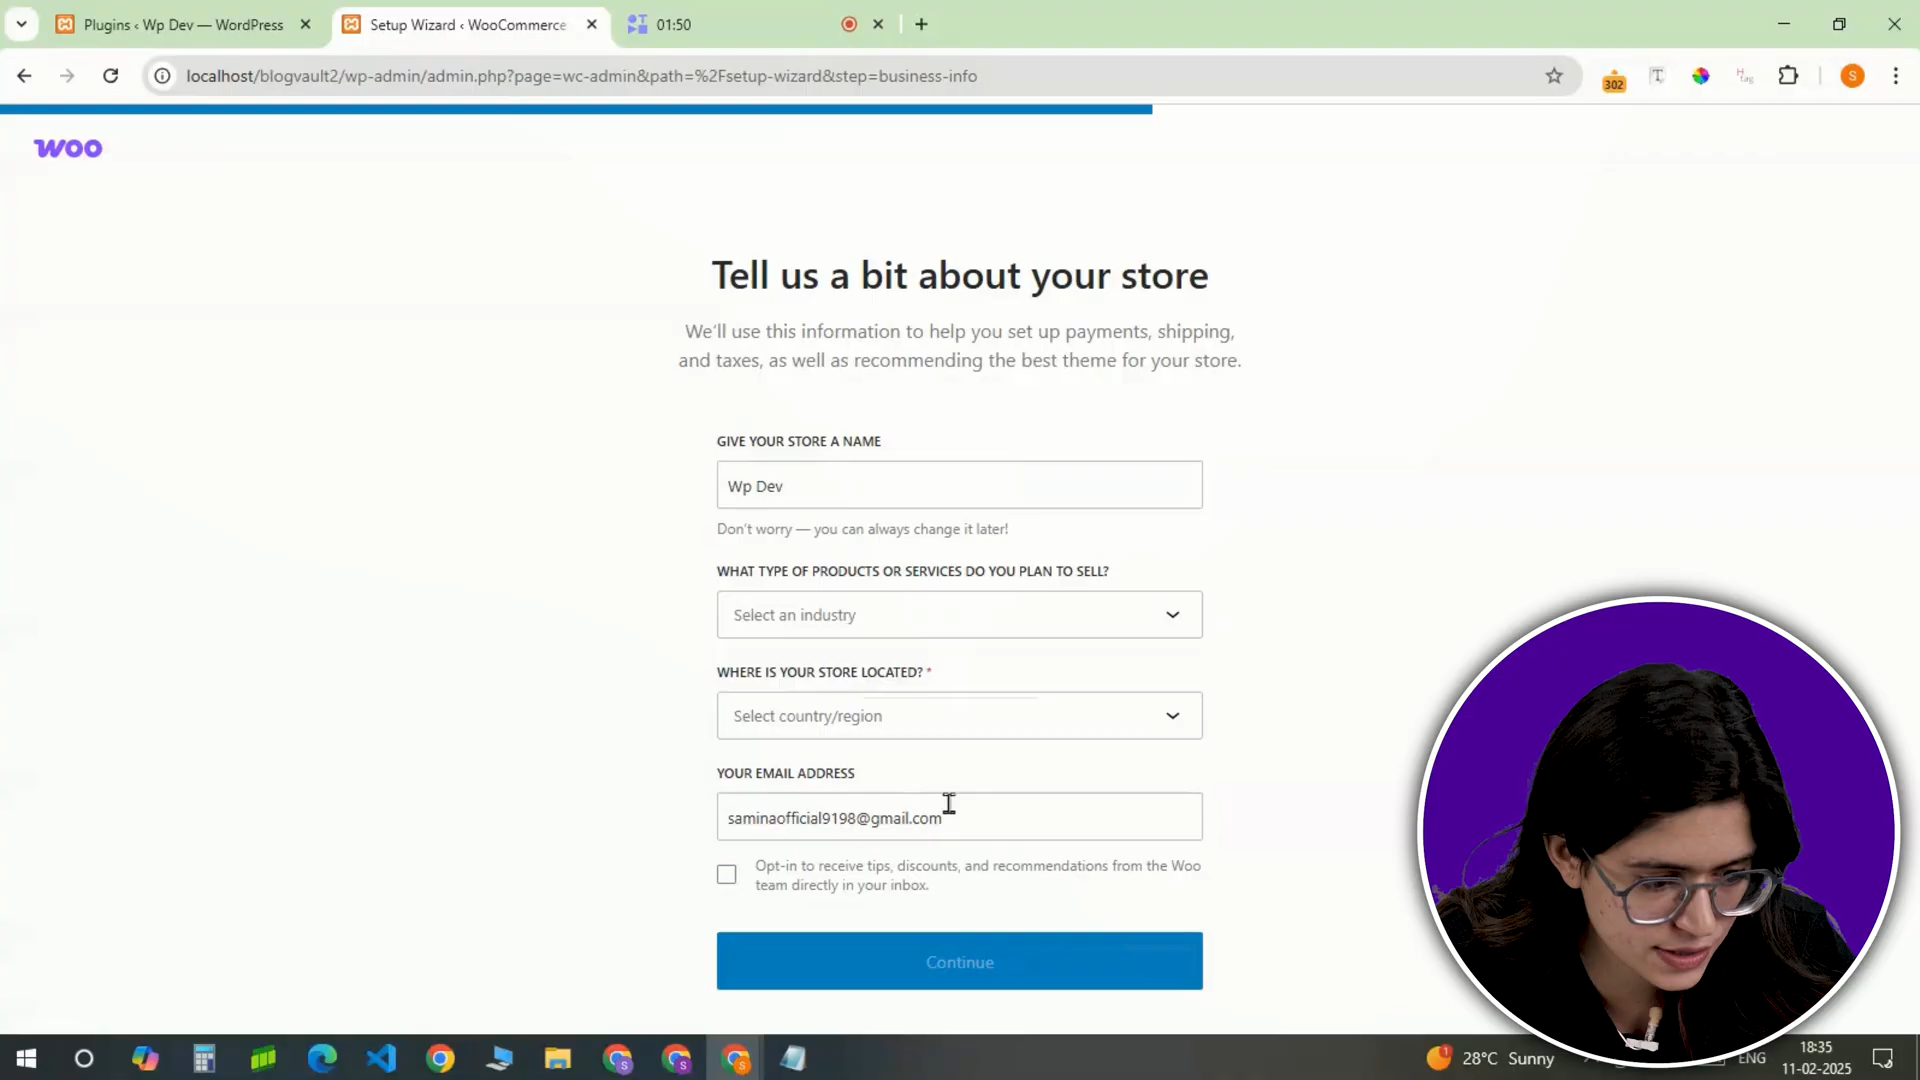 Plugins ‹ Wp Dev — WordPress
Setup Wizard ‹ WooCommerce
01:50
localhost/blogvault2/wp-admin/admin.php?page=wc-admin&path=%2Fsetup-wizard&step=business-info
302
T
H
tag
S
woo
Tell us a bit about your store
We'll use this information to help you set up payments, shipping,
and taxes, as well as recommending the best theme for your store.
GIVE YOUR STORE A NAME
Wp Dev
Don't worry — you can always change it later!
WHAT TYPE OF PRODUCTS OR SERVICES DO YOU PLAN TO SELL?
Select an industry
WHERE IS YOUR STORE LOCATED? *
Select country/region
YOUR EMAIL ADDRESS
saminaofficial9198@gmail.com
Opt-in to receive tips, discounts, and recommendations from the Woo
team directly in your inbox.
Continue
28°C Sunny
ENG
18:35
11-02-2025